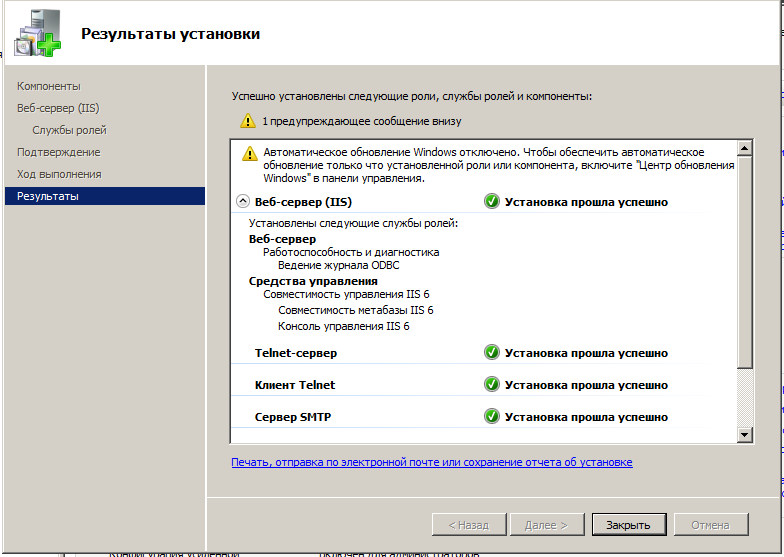 Результаты установки
Компоненты
Веб-сервер (IIS)
Службы ролей
Подтверждение
Ход выполнения
Результаты
Успешно установлены следующие роли, службы ролей и компоненты:
1 предупреждающее сообщение внизу
Автоматическое обновление Windows отключено. Чтобы обеспечить автоматическое
обновление только что установленной роли или компонента, включите "Центр обновления
Windows" в панели управления.
Веб-сервер (IIS) Установка прошла успешно
Установлены следующие службы ролей:
Веб-сервер
Работоспособность и диагностика
Ведение журнала ODBC
Средства управления
Совместимость управления IIS 6
Совместимость метабазы IIS 6
Консоль управления IIS 6
Telnet-сервер Установка прошла успешно
Клиент Telnet Установка прошла успешно
Сервер SMTP Установка прошла успешно
Печать, отправка по электронной почте или сохранение отчета об установке
< Назад Далее > Закрыть Отмена